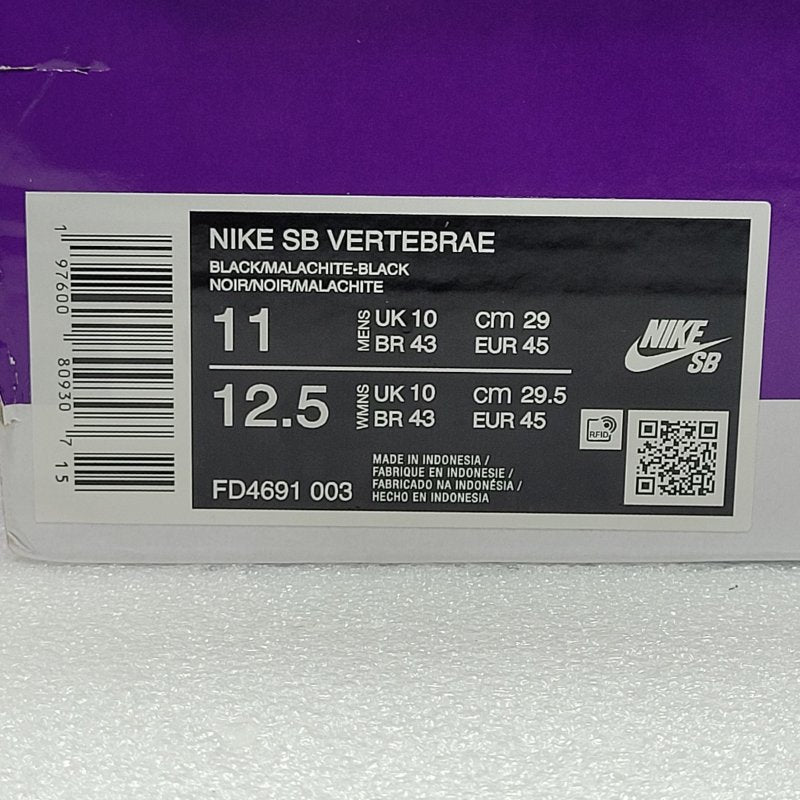 NIKE SB VERTEBRAE
BLACK/MALACHITE-BLACK
NOIR/NOIR/MALACHITE
11 MENS UK 10 cm 29
BR 43 EUR 45
12.5 WMNS UK 10 cm 29.5
BR 43 EUR 45
FD4691 003
MADE IN INDONESIA /
FABRIQUE EN INDONESIE /
FABRICADO NA INDONÉSIA /
HECHO EN INDONESIA
NIKE
SB
RFID
1 97600 80930 7 15